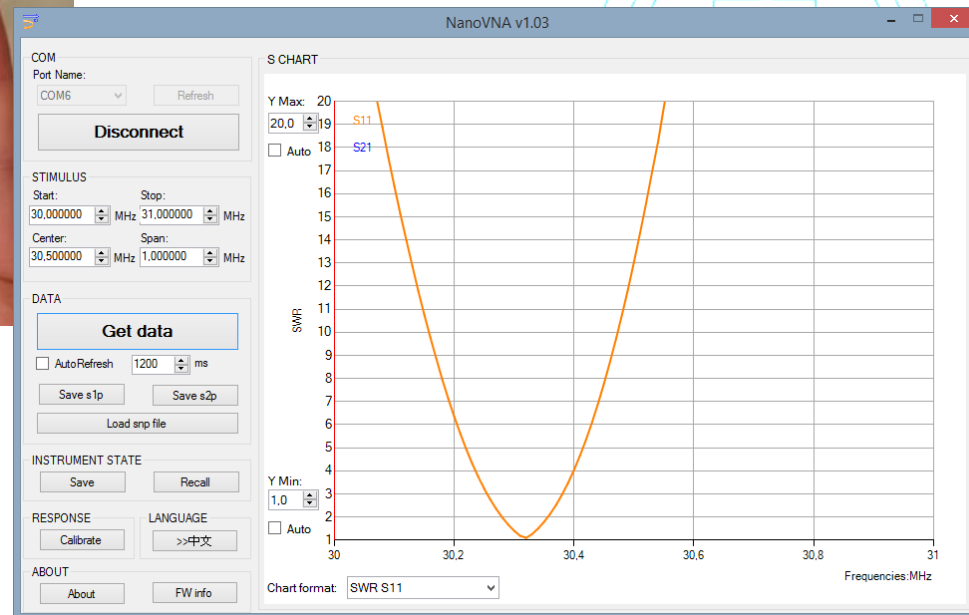 NanoVNA v1.03
COM
Port Name:
COM6
Refresh
Disconnect
STIMULUS
Start:
Stop:
30,000000 MHz 31,000000 MHz
Center:
Span:
30,500000 MHz 1,000000 MHz
DATA
Get data
AutoRefresh 1200 ms
Save s1p
Save s2p
Load snp file
INSTRUMENT STATE
Save
Recall
RESPONSE
LANGUAGE
Calibrate
>>中文
ABOUT
About
FW info
S CHART
Y Max:
20,0
Auto
S11
S21
20
19
18
17
16
15
14
13
12
11
10
9
8
7
6
5
4
3
2
1
SWR
Y Min:
1,0
Auto
30 30,2 30,4 30,6 30,8 31
Frequencies:MHz
Chart format: SWR S11